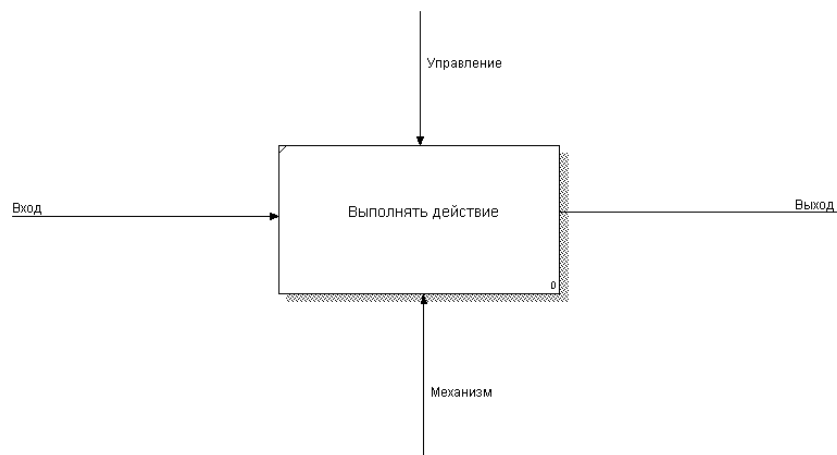 Управление
Вход
Выполнять действие
Выход
0
Механизм